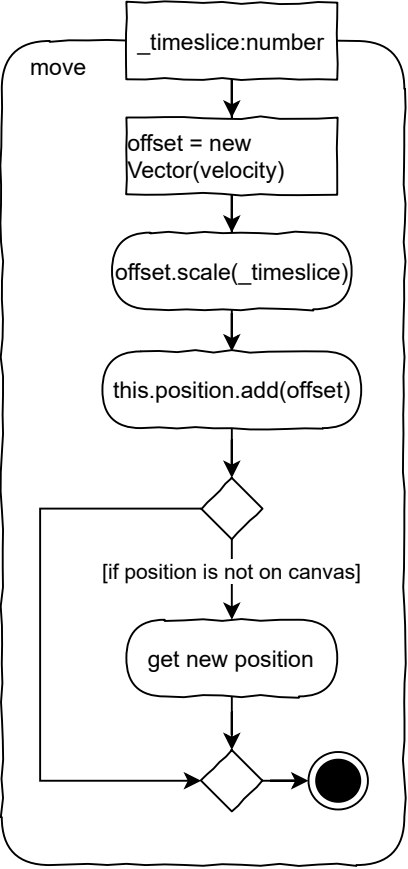 _timeslice:number
move
offset = new
Vector(velocity)
offset.scale(_timeslice)
this.position.add(offset)
[if position is not on canvas]
get new position